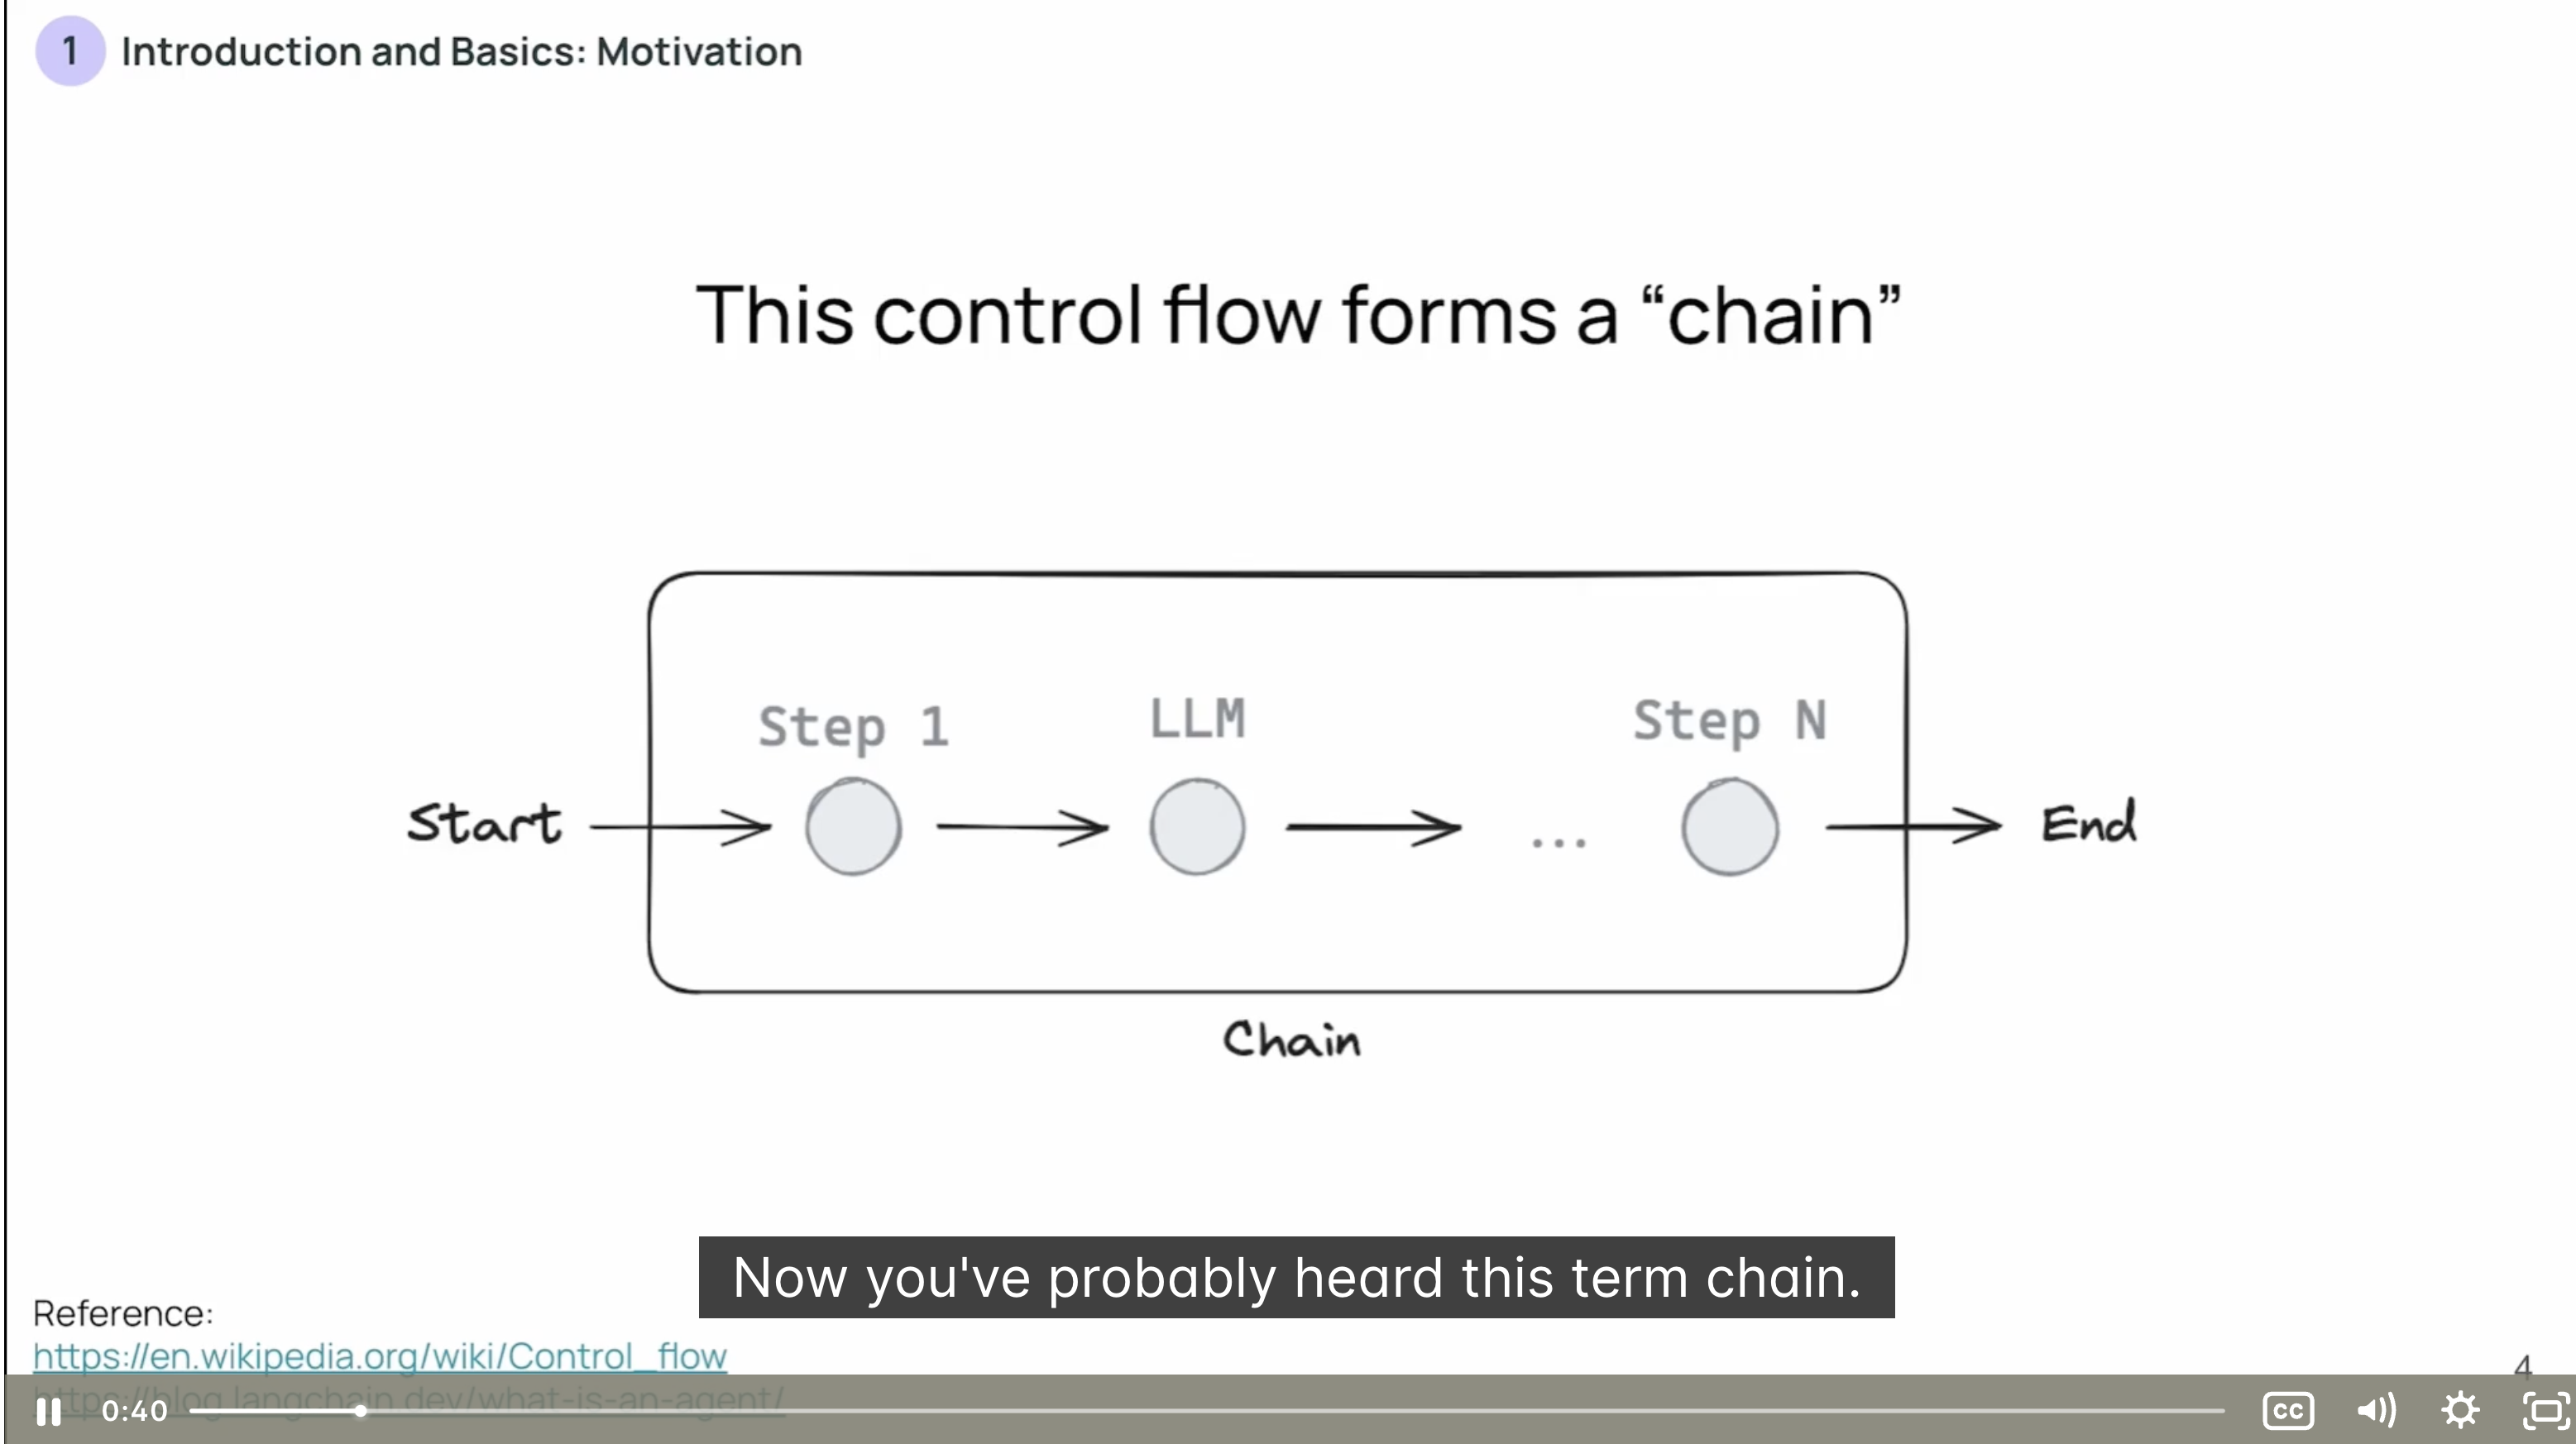 1 Introduction and Basics: Motivation
This control flow forms a “chain”
Step 1 LLM Step N
Start ... End
Chain
Now you've probably heard this term chain.
Reference:
https://en.wikipedia.org/wiki/Control_flow
4
https://blog.langchain.dev/what-is-an-agent/
0:40 CC